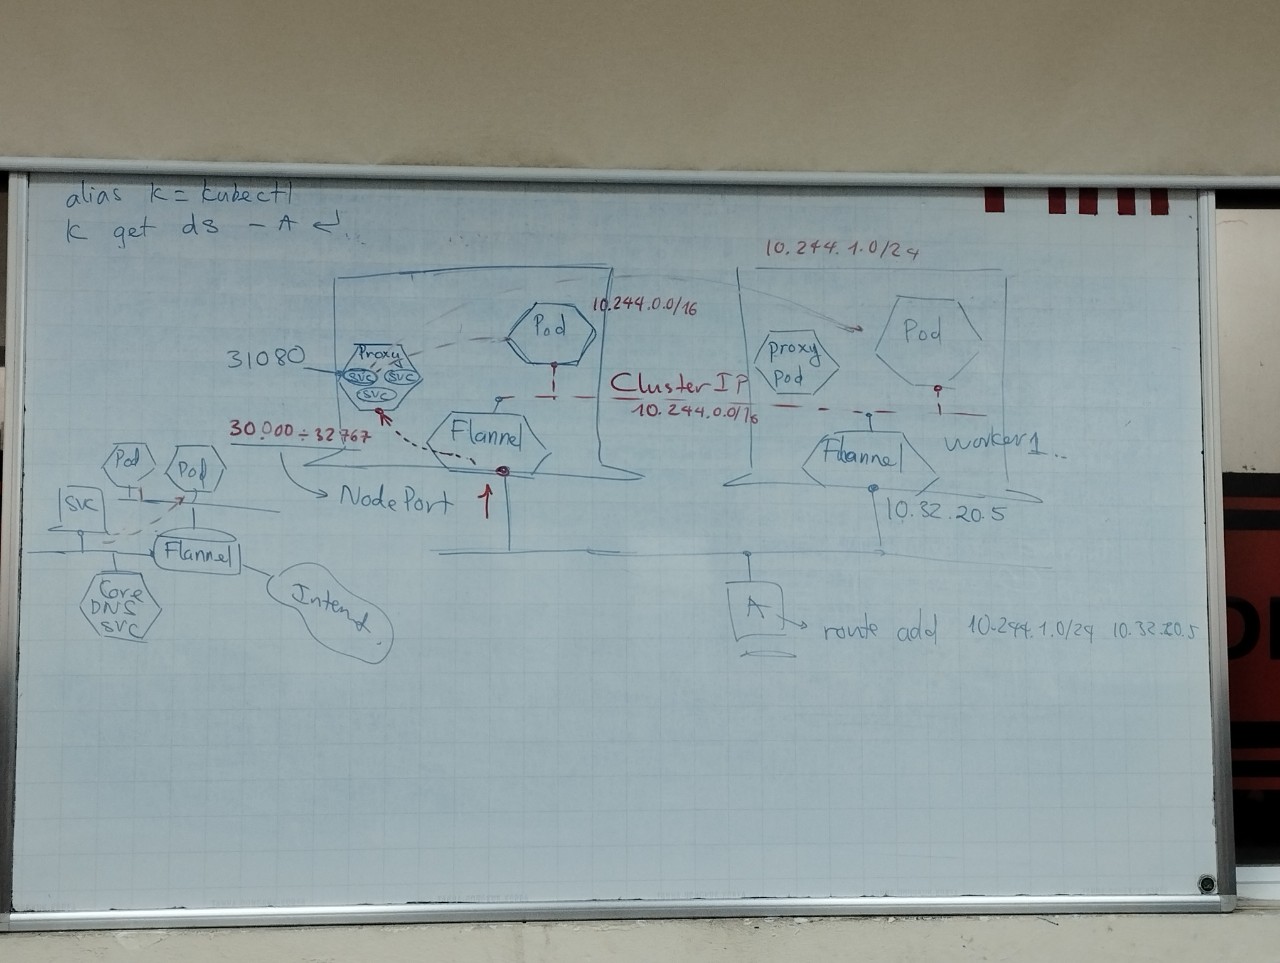 alias k = kubectl
k get ds - A ↵..
10.244.1.0/24
10.244.0.0/16
Pod
Pod
31080
Proxy
svc svc
svc
proxy
pod
Cluster IP
10.244.0.0/16
30.000 ÷ 32767
Flannel
Flannel
worker1..
NodePort
10.32.20.5
Pod
Pod
svc
Flannel
Core
DNS
svc
A
route add 10.244.1.0/24 10.32.20.5